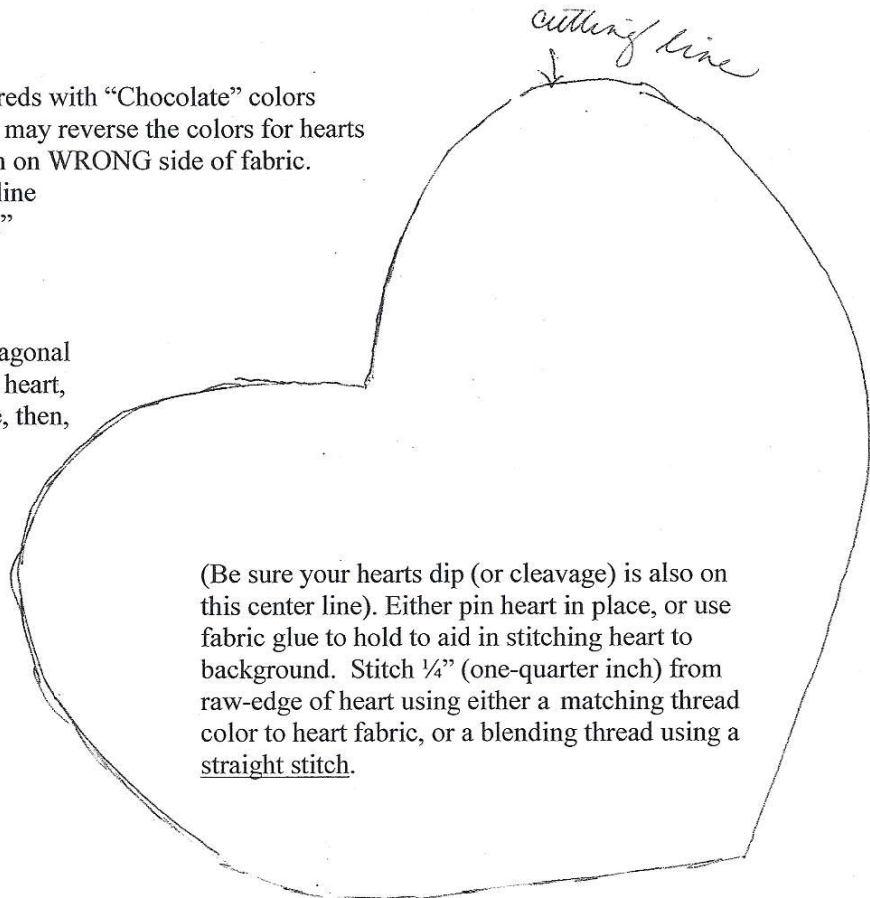 cutting line
reds with “Chocolate” colors
may reverse the colors for hearts
on WRONG side of fabric.
line
”
agonal
heart,
, then,
(Be sure your hearts dip (or cleavage) is also on
this center line). Either pin heart in place, or use
fabric glue to hold to aid in stitching heart to
background.  Stitch ¼” (one-quarter inch) from
raw-edge of heart using either a matching thread
color to heart fabric, or a blending thread using a
straight stitch.